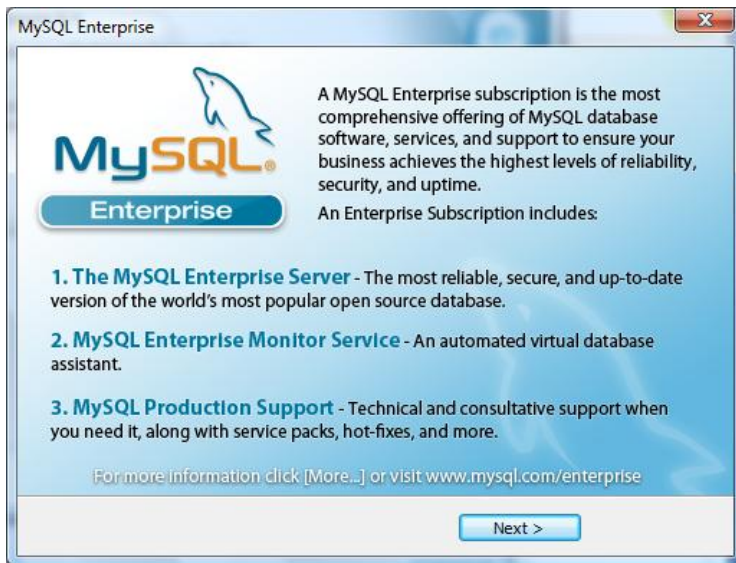 MySQL Enterprise
MySQL®
Enterprise
A MySQL Enterprise subscription is the most
comprehensive offering of MySQL database
software, services, and support to ensure your
business achieves the highest levels of reliability,
security, and uptime.
An Enterprise Subscription includes:
1. The MySQL Enterprise Server - The most reliable, secure, and up-to-date
version of the world's most popular open source database.
2. MySQL Enterprise Monitor Service - An automated virtual database
assistant.
3. MySQL Production Support - Technical and consultative support when
you need it, along with service packs, hot-fixes, and more.
For more information click [More...] or visit www.mysql.com/enterprise
Next >